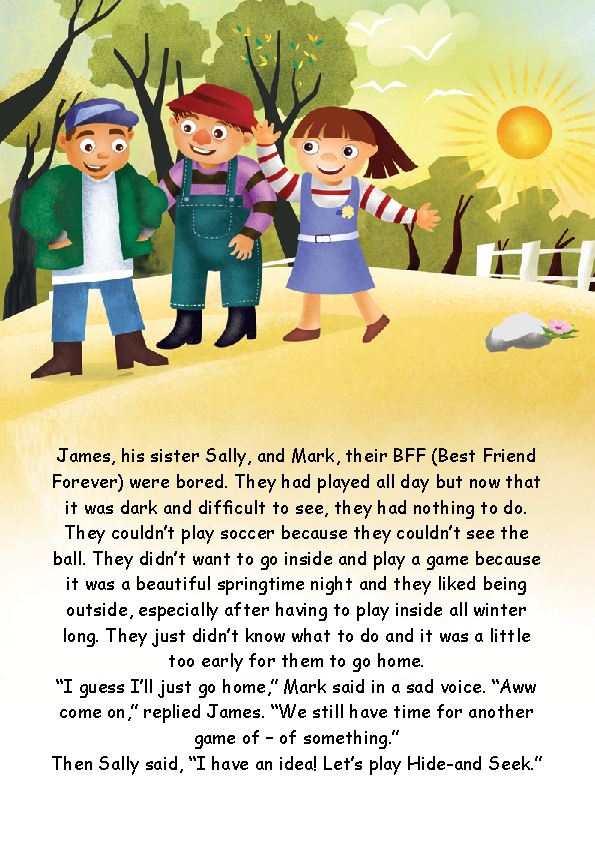 James, his sister Sally, and Mark, their BFF (Best Friend
Forever) were bored. They had played all day but now that
it was dark and difficult to see, they had nothing to do.
They couldn’t play soccer because they couldn’t see the
ball. They didn’t want to go inside and play a game because
it was a beautiful springtime night and they liked being
outside, especially after having to play inside all winter
long. They just didn’t know what to do and it was a little
too early for them to go home.
“I guess I’ll just go home,” Mark said in a sad voice. “Aww
come on,” replied James. “We still have time for another
game of – of something.”
Then Sally said, “I have an idea! Let’s play Hide-and Seek.”